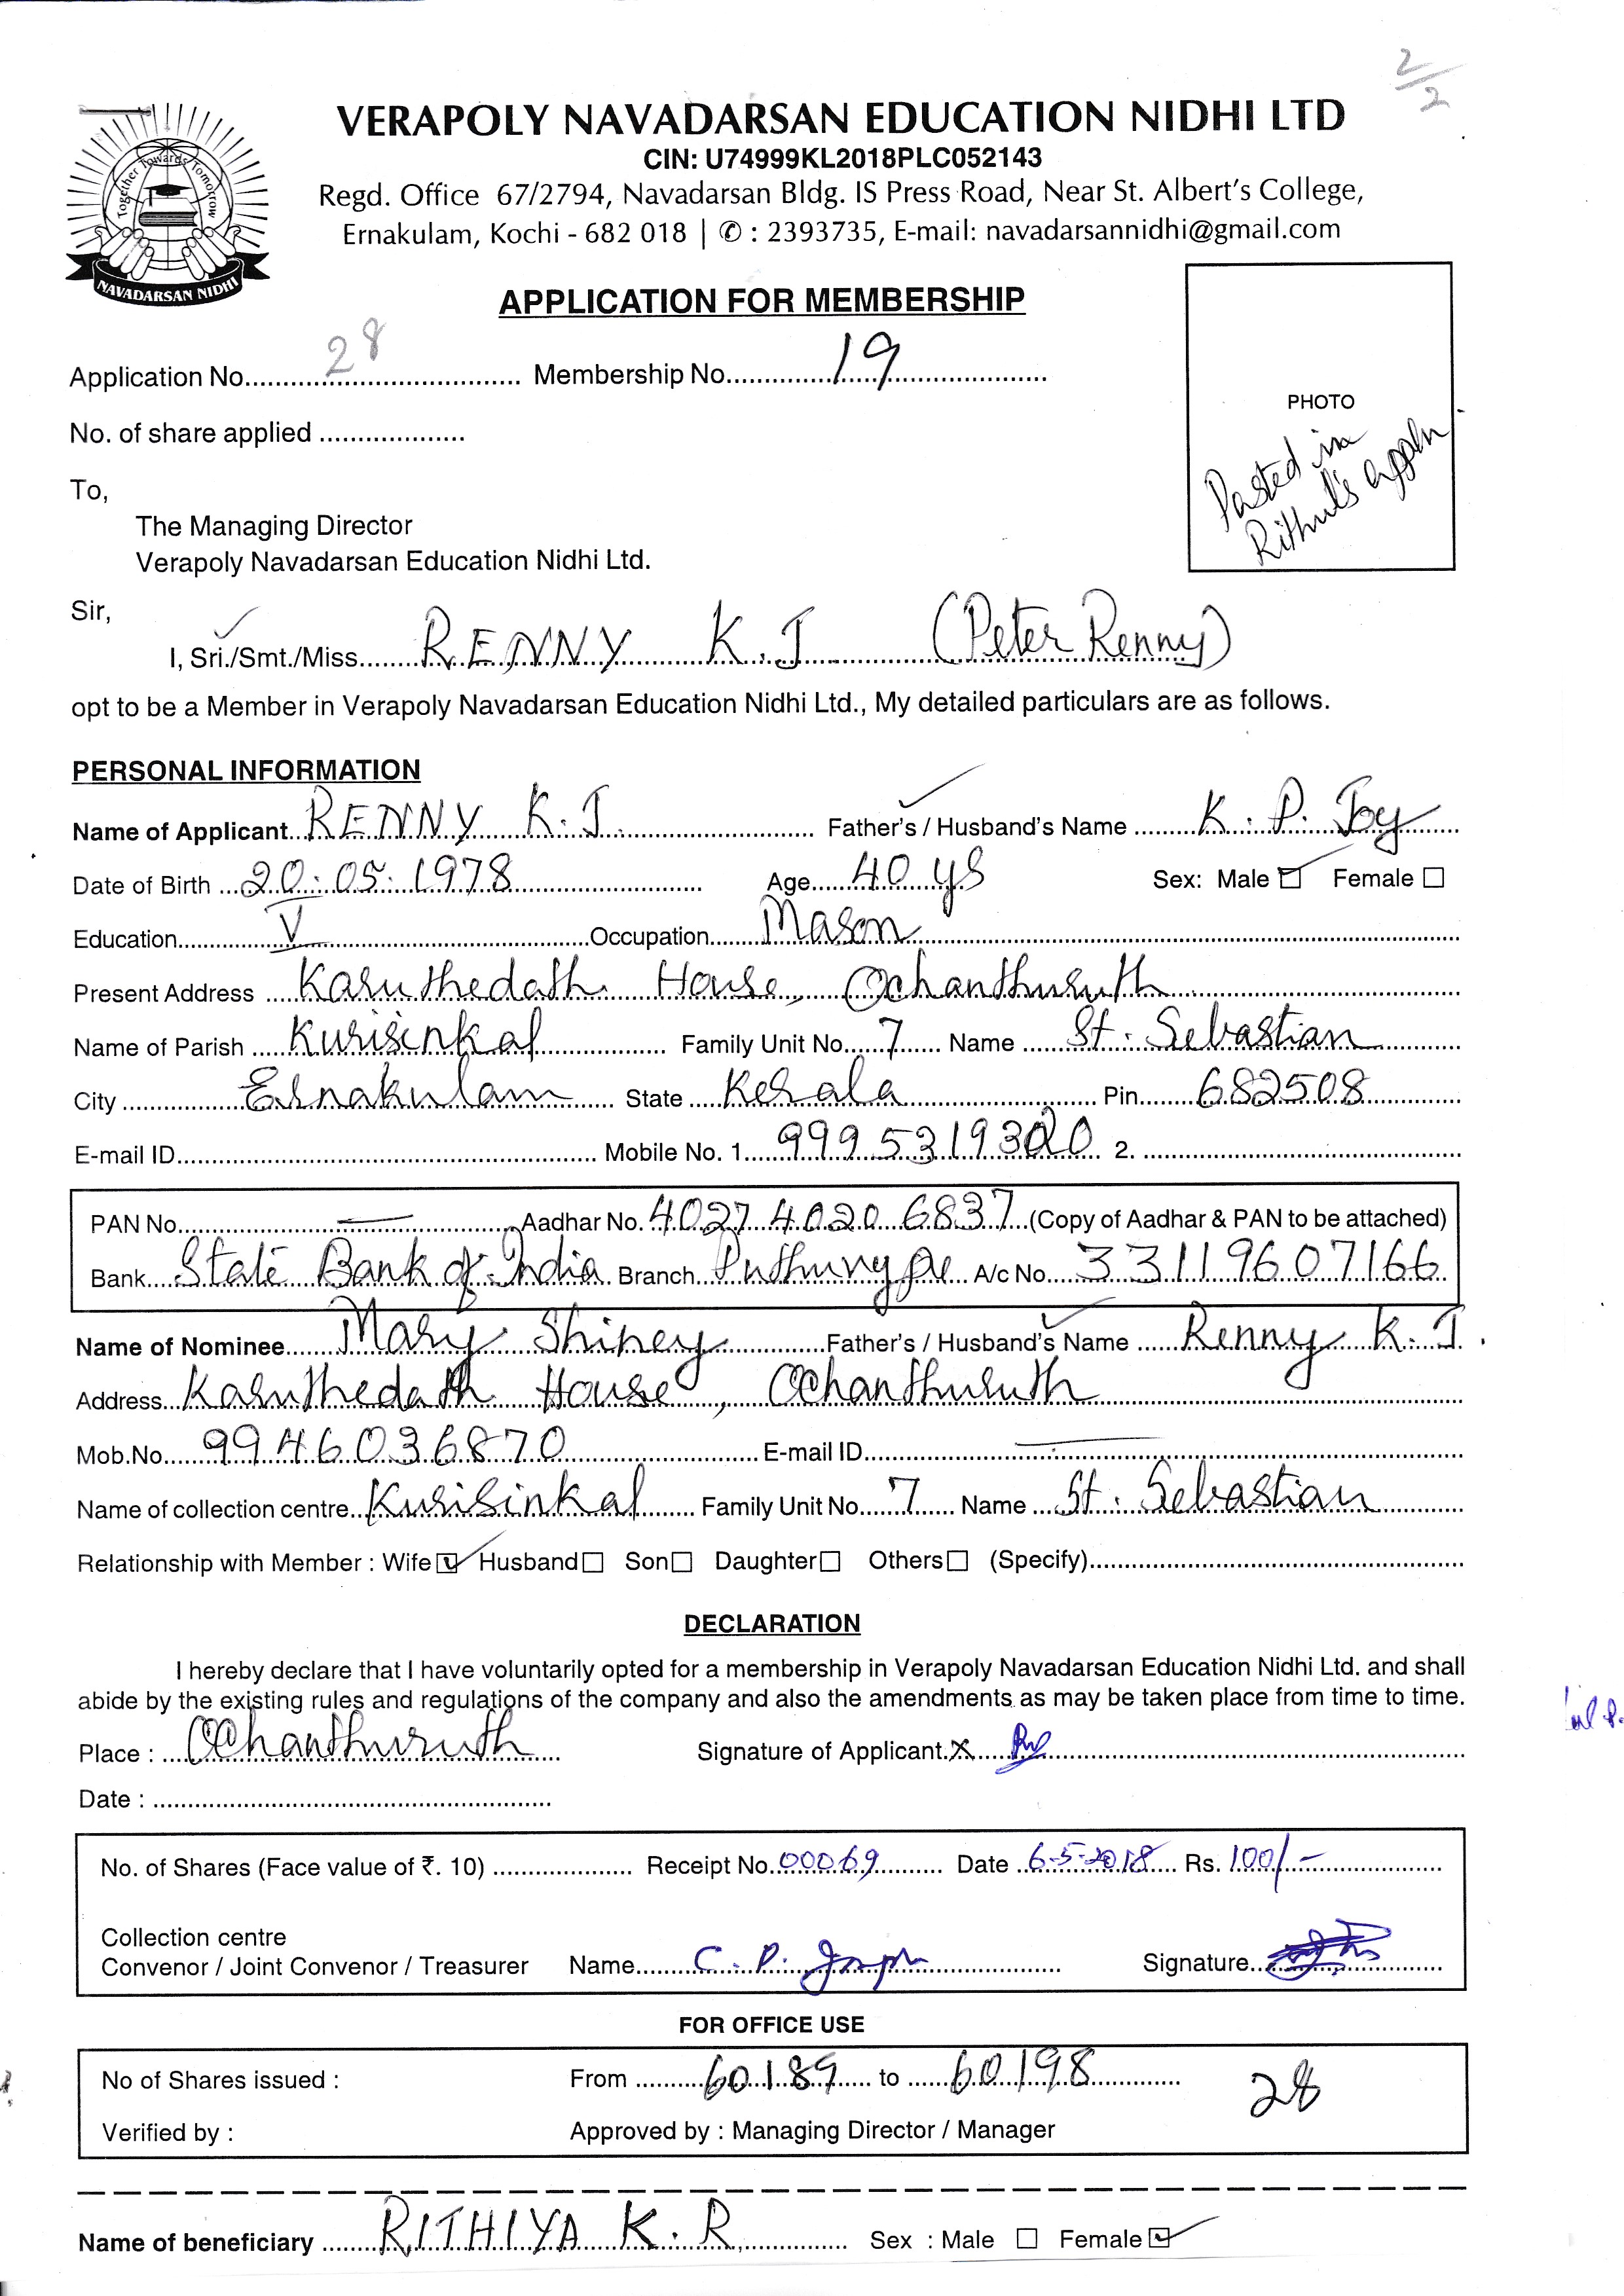 2/2
Together Towards Tomorrow
NAVADARSAN NIDHI
VERAPOLY NAVADARSAN EDUCATION NIDHI LTD
CIN: U74999KL2018PLC052143
Regd. Office 67/2794, Navadarsan Bldg. IS Press Road, Near St. Albert's College,
Ernakulam, Kochi - 682 018 | ✆ : 2393735, E-mail: navadarsannidhi@gmail.com
APPLICATION FOR MEMBERSHIP
Application No. 28 Membership No. 19
No. of share applied
PHOTO
Pasted in
Rithul's appln
To,
The Managing Director
Verapoly Navadarsan Education Nidhi Ltd.
Sir,
I, Sri./Smt./Miss RENNY K.J (Peter Renny)
opt to be a Member in Verapoly Navadarsan Education Nidhi Ltd., My detailed particulars are as follows.
PERSONAL INFORMATION
Name of Applicant RENNY K.J. Father's / Husband's Name K. P. Joy
Date of Birth 20.05.1978 Age 40 ys Sex: Male ☑ Female ☐
Education V Occupation Mason
Present Address Karuthedath House, Ochanthuruth
Name of Parish Kurisinkal Family Unit No. 7 Name St. Sebastian
City Ernakulam State Kerala Pin 682508
E-mail ID Mobile No. 1. 9995319320 2.
PAN No. — Aadhar No. 4027 4020 6837 (Copy of Aadhar & PAN to be attached)
Bank State Bank of India Branch Puthuvype A/c No. 33119607166
Name of Nominee Mary Shiney Father's / Husband's Name Renny K.J.
Address Karuthedath House, Ochanthuruth
Mob.No. 9946036870 E-mail ID —
Name of collection centre Kurisinkal Family Unit No. 7 Name St. Sebastian
Relationship with Member : Wife ☑ Husband ☐ Son ☐ Daughter ☐ Others ☐ (Specify)
DECLARATION
I hereby declare that I have voluntarily opted for a membership in Verapoly Navadarsan Education Nidhi Ltd. and shall
abide by the existing rules and regulations of the company and also the amendments as may be taken place from time to time.
Place : Ochanthuruth Signature of Applicant. x
Date :
No. of Shares (Face value of ₹. 10) Receipt No. 00069 Date 6-5-2018 Rs. 100/-
Collection centre
Convenor / Joint Convenor / Treasurer Name C. P. Joseph Signature
FOR OFFICE USE
No of Shares issued : From 60189 to 60198 28
Verified by : Approved by : Managing Director / Manager
Name of beneficiary RITHIYA K. R. Sex : Male ☐ Female ☑